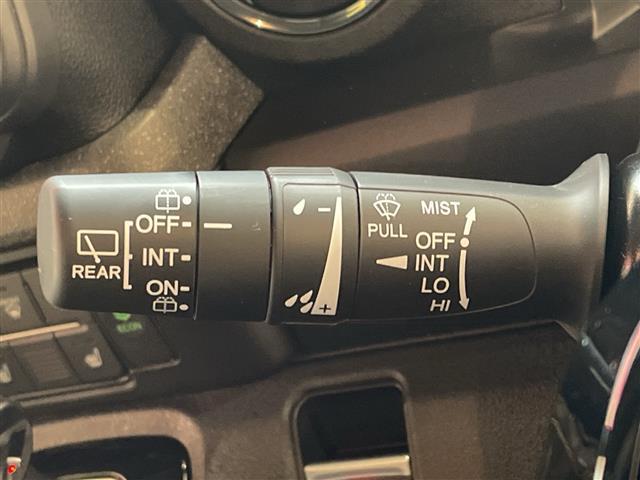 OFF
INT
ON
REAR
−
+
PULL
MIST
OFF
INT
LO
HI
ECON